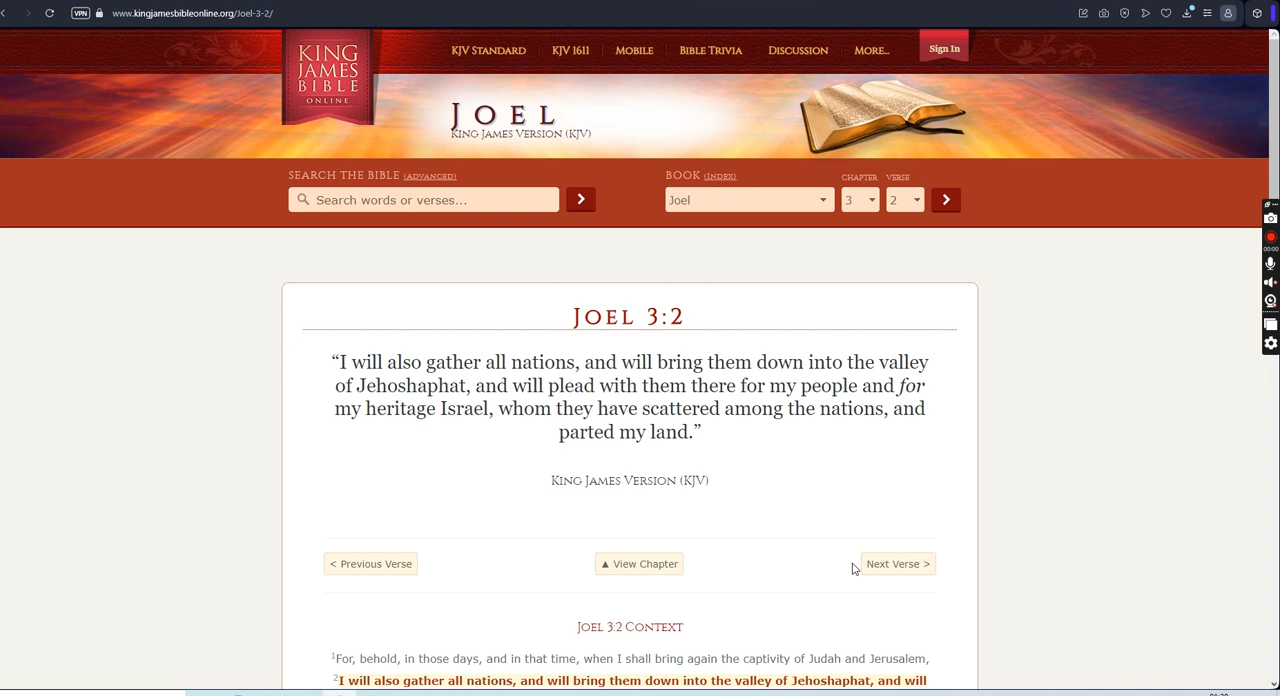 VPN www.kingjamesbibleonline.org/Joel-3-2/
KING JAMES BIBLE ONLINE
KJV STANDARD KJV 1611 MOBILE BIBLE TRIVIA DISCUSSION MORE... Sign In
JOEL
KING JAMES VERSION (KJV)
SEARCH THE BIBLE (ADVANCED) BOOK (INDEX) CHAPTER VERSE
Search words or verses... Joel 3 2
00:00
JOEL 3:2
“I will also gather all nations, and will bring them down into the valley
of Jehoshaphat, and will plead with them there for my people and for
my heritage Israel, whom they have scattered among the nations, and
parted my land.”
KING JAMES VERSION (KJV)
< Previous Verse ▲ View Chapter Next Verse >
JOEL 3:2 CONTEXT
1For, behold, in those days, and in that time, when I shall bring again the captivity of Judah and Jerusalem,
2I will also gather all nations, and will bring them down into the valley of Jehoshaphat, and will